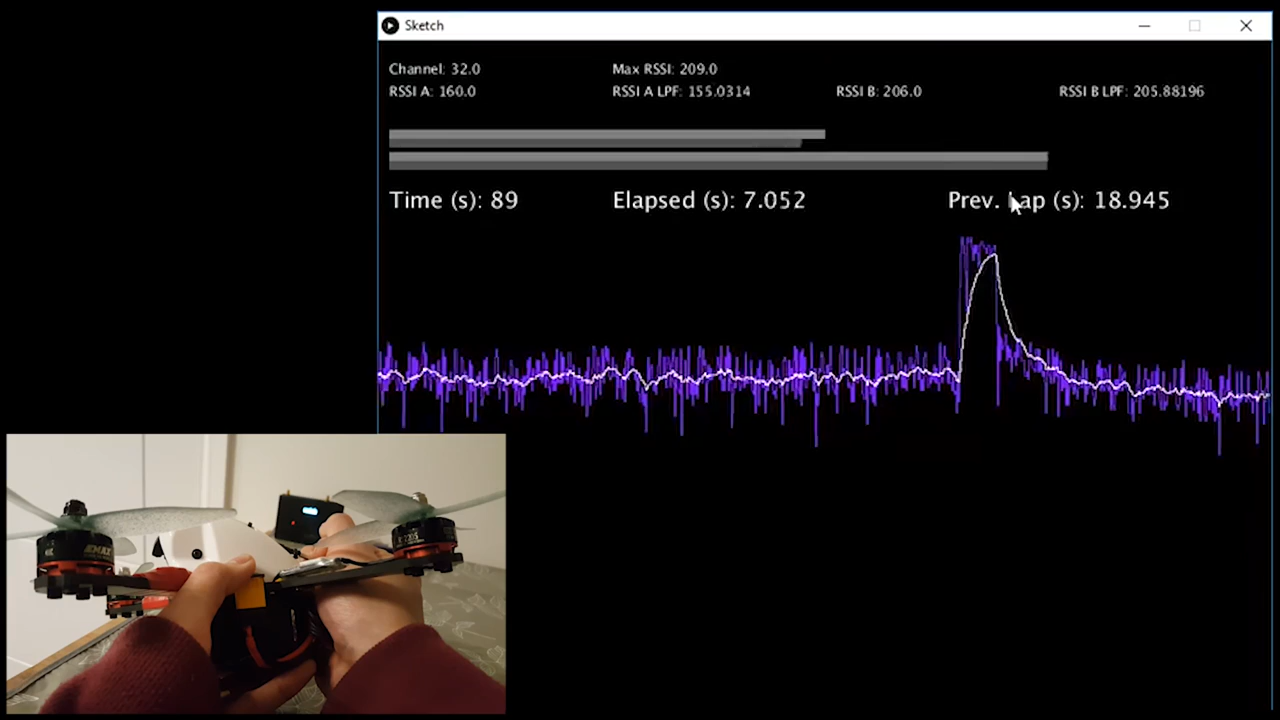 Sketch
Channel: 32.0
Max RSSI: 209.0
RSSI A: 160.0
RSSI A LPF: 155.0314
RSSI B: 206.0
RSSI B LPF: 205.88196
Time (s): 89
Elapsed (s): 7.052
Prev. Lap (s): 18.945
EMAX